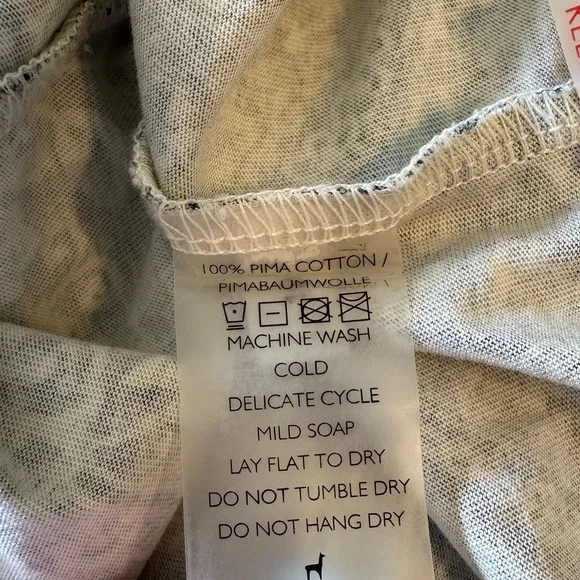 100% PIMA COTTON /
PIMABAUMWOLLE
MACHINE WASH
COLD
DELICATE CYCLE
MILD SOAP
LAY FLAT TO DRY
DO NOT TUMBLE DRY
DO NOT HANG DRY